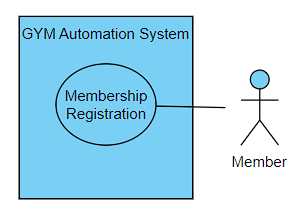 GYM Automation System
Membership
Registration
Member